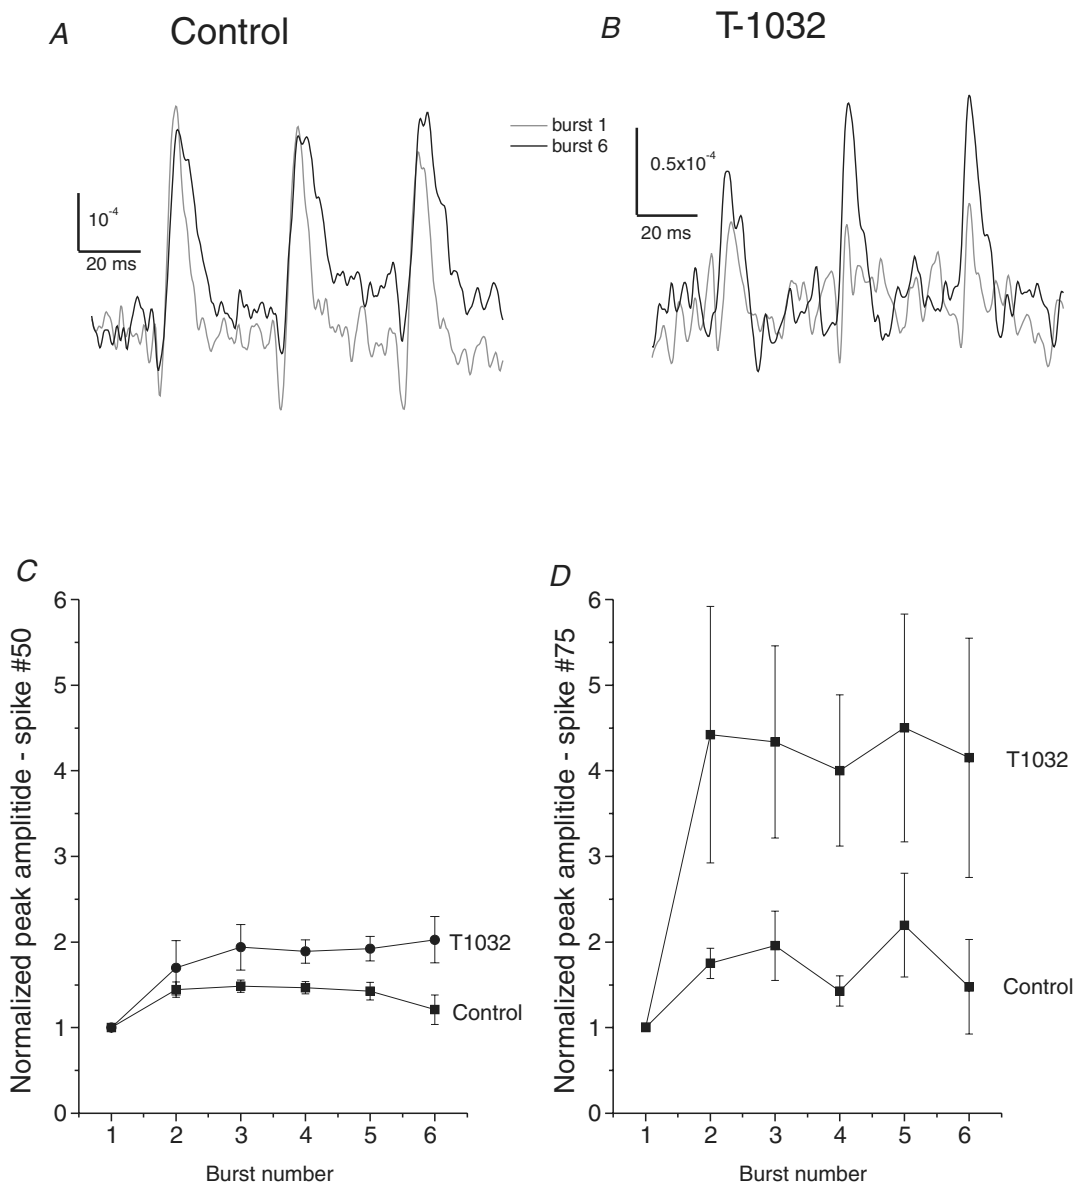 A Control
B T-1032
burst 1
burst 6
10-4
20 ms
0.5x10-4
20 ms
C
Normalized peak amplitide - spike #50
6
5
4
3
2
1
0
T1032
Control
1 2 3 4 5 6
Burst number
D
Normalized peak amplitide - spike #75
6
5
4
3
2
1
0
T1032
Control
1 2 3 4 5 6
Burst number